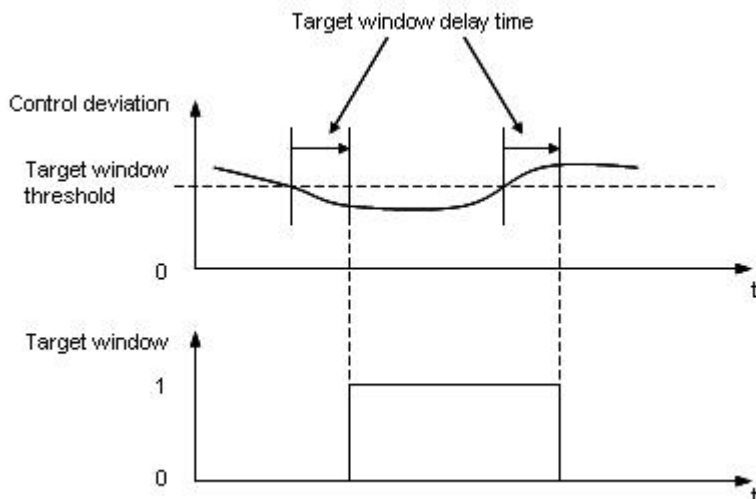 Target window delay time
Control deviation
Target window
threshold
0
t
Target window
1
0
t